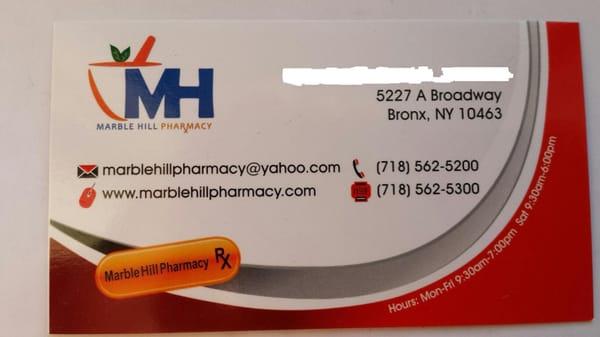 MH
MARBLE HILL PHARMACY
5227 A Broadway
Bronx, NY 10463
marblehillpharmacy@yahoo.com
(718) 562-5200
www.marblehillpharmacy.com
(718) 562-5300
Marble Hill Pharmacy Rx
Hours: Mon-Fri 9:30am-7:00pm Sat 9:30am-6:00pm